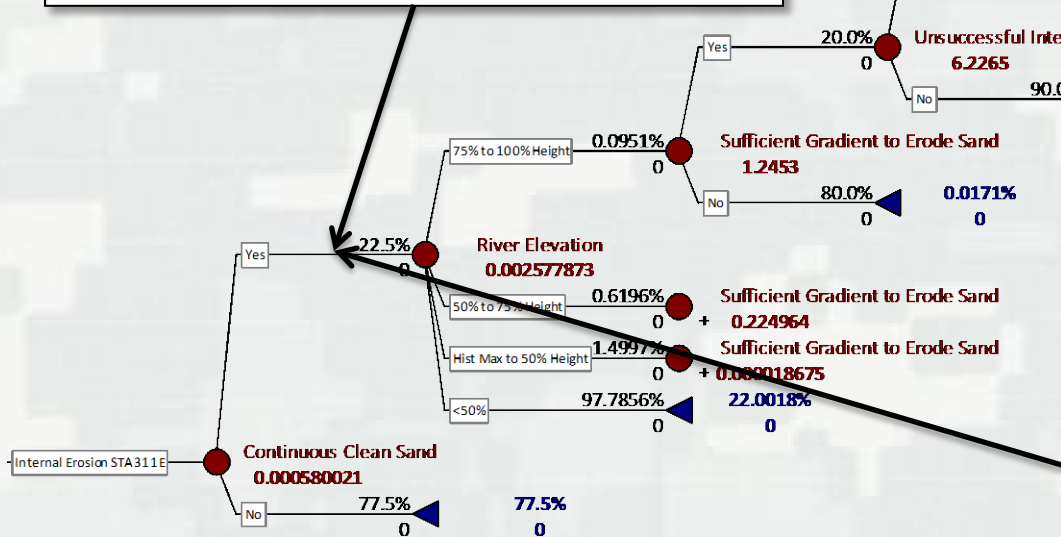 Yes
20.0%
0
6.2265
No
75% to 100% Height
0.0951%
0
Sufficient Gradient to Erode Sand
1.2453
No
80.0%
0
0.0171%
0
Yes
22.5%
0
River Elevation
0.002577873
50% to 75% Height
0.6196%
0
Sufficient Gradient to Erode Sand
+ 0.224964
Hist Max to 50% Height
1.4997%
0
Sufficient Gradient to Erode Sand
+ 0.000018675
<50%
97.7856%
0
22.0018%
0
Internal Erosion STA311E
Continuous Clean Sand
0.000580021
No
77.5%
0
77.5%
0
Unsuccessful